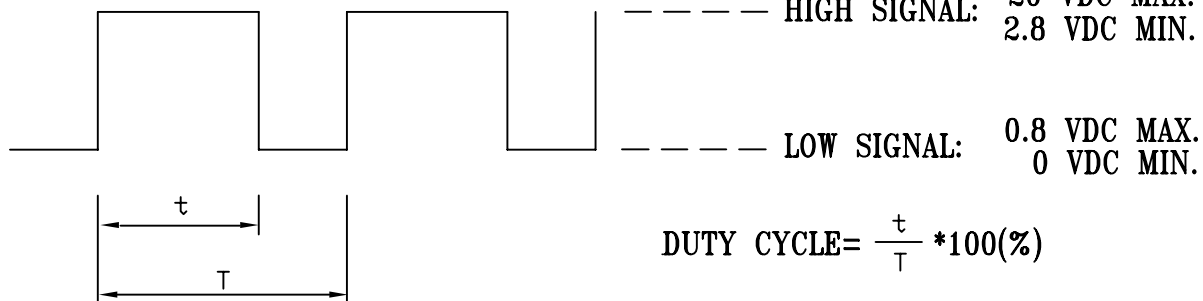 HIGH SIGNAL: VDC MAX.
2.8 VDC MIN.
LOW SIGNAL: 0.8 VDC MAX.
0 VDC MIN.
t
DUTY CYCLE= t/T *100(%)
T